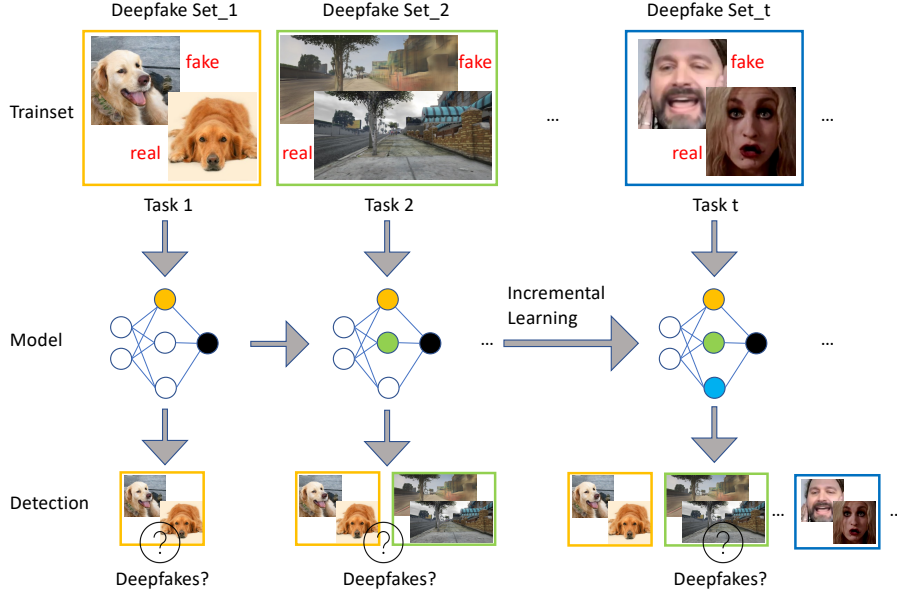 Deepfake Set_1
Deepfake Set_2
Deepfake Set_t
Trainset
fake
real
fake
real
...
fake
real
...
Task 1
Task 2
Task t
Incremental
Learning
Model
...
...
Detection
...
...
?
?
?
Deepfakes?
Deepfakes?
Deepfakes?